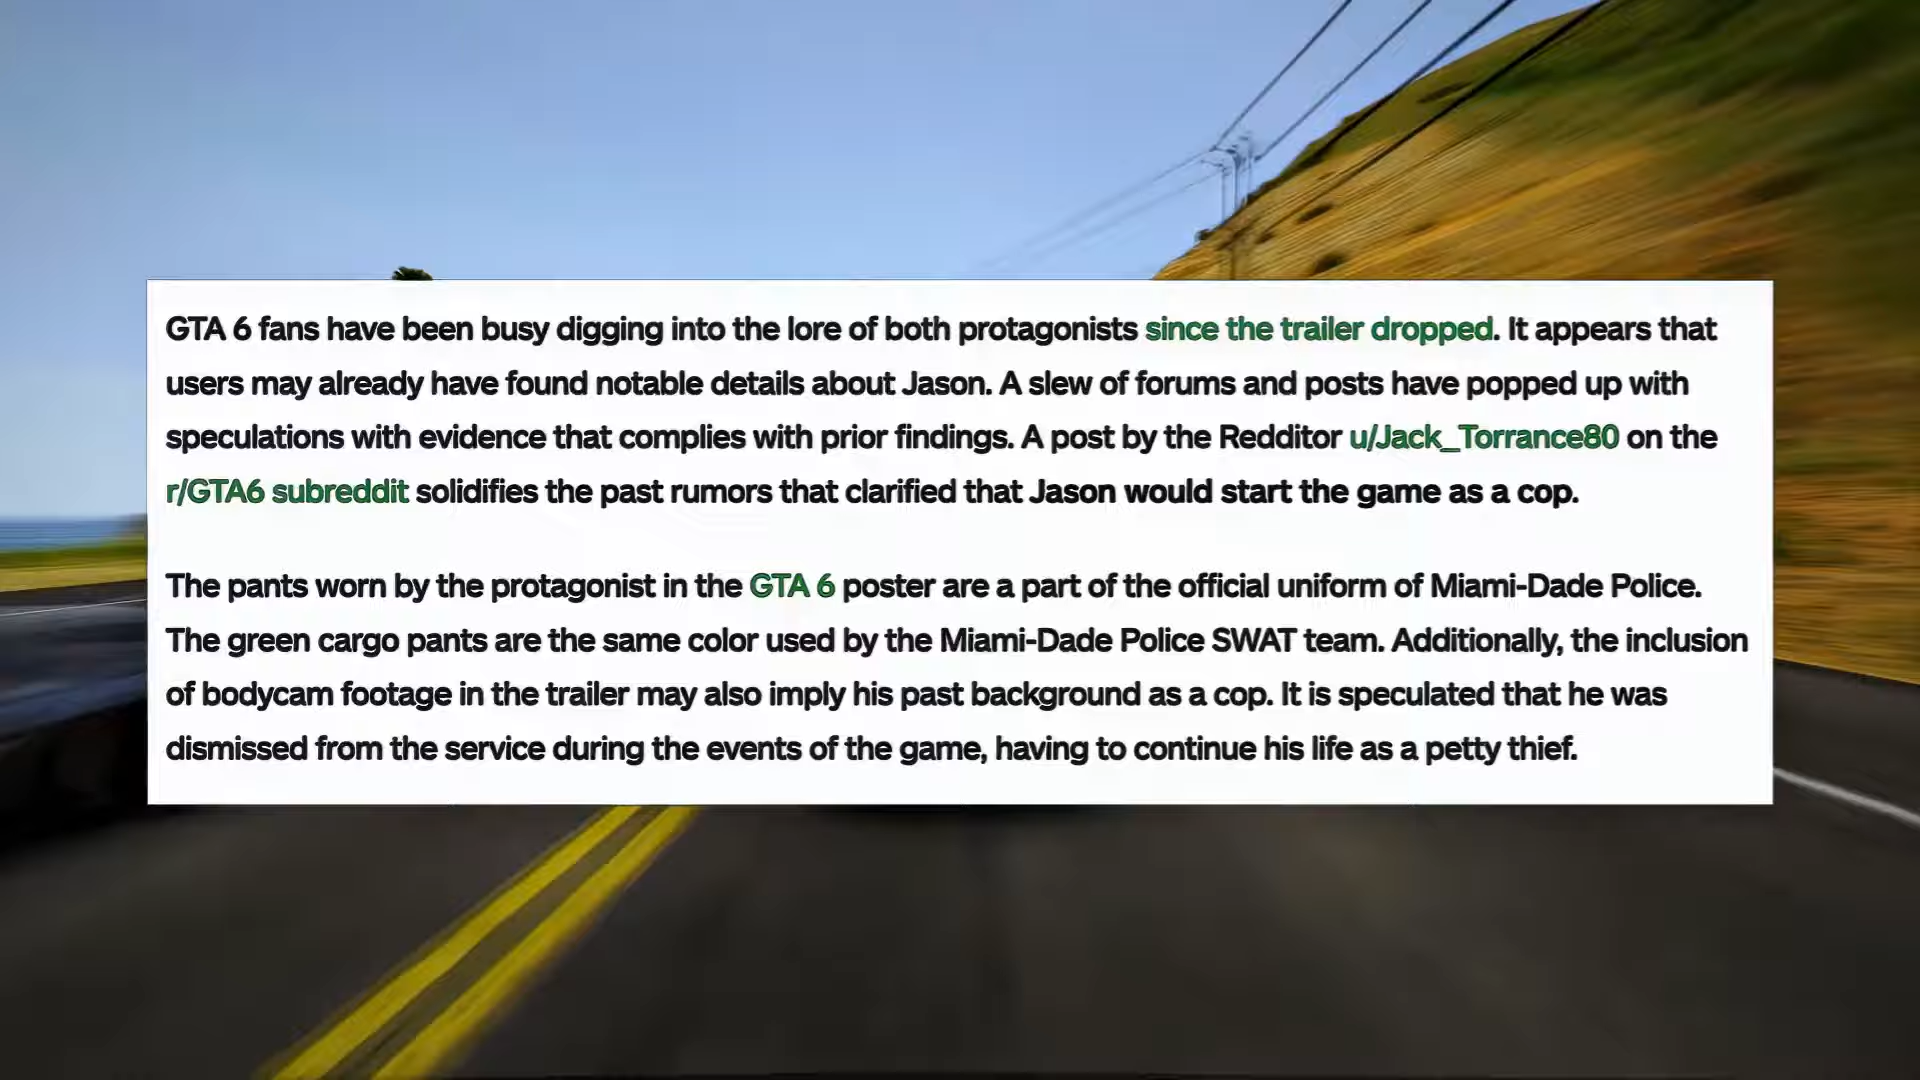 GTA 6 fans have been busy digging into the lore of both protagonists since the trailer dropped. It appears that
users may already have found notable details about Jason. A slew of forums and posts have popped up with
speculations with evidence that complies with prior findings. A post by the Redditor u/Jack_Torrance80 on the
r/GTA6 subreddit solidifies the past rumors that clarified that Jason would start the game as a cop.
The pants worn by the protagonist in the GTA 6 poster are a part of the official uniform of Miami-Dade Police.
The green cargo pants are the same color used by the Miami-Dade Police SWAT team. Additionally, the inclusion
of bodycam footage in the trailer may also imply his past background as a cop. It is speculated that he was
dismissed from the service during the events of the game, having to continue his life as a petty thief.